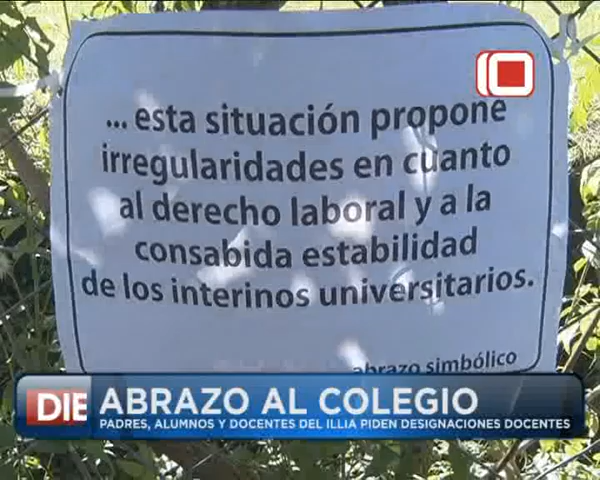 ... esta situación propone
irregularidades en cuanto
al derecho laboral y a la
consabida estabilidad
de los interinos universitarios.
abrazo simbólico
DIE ABRAZO AL COLEGIO
PADRES, ALUMNOS Y DOCENTES DEL ILLIA PIDEN DESIGNACIONES DOCENTES